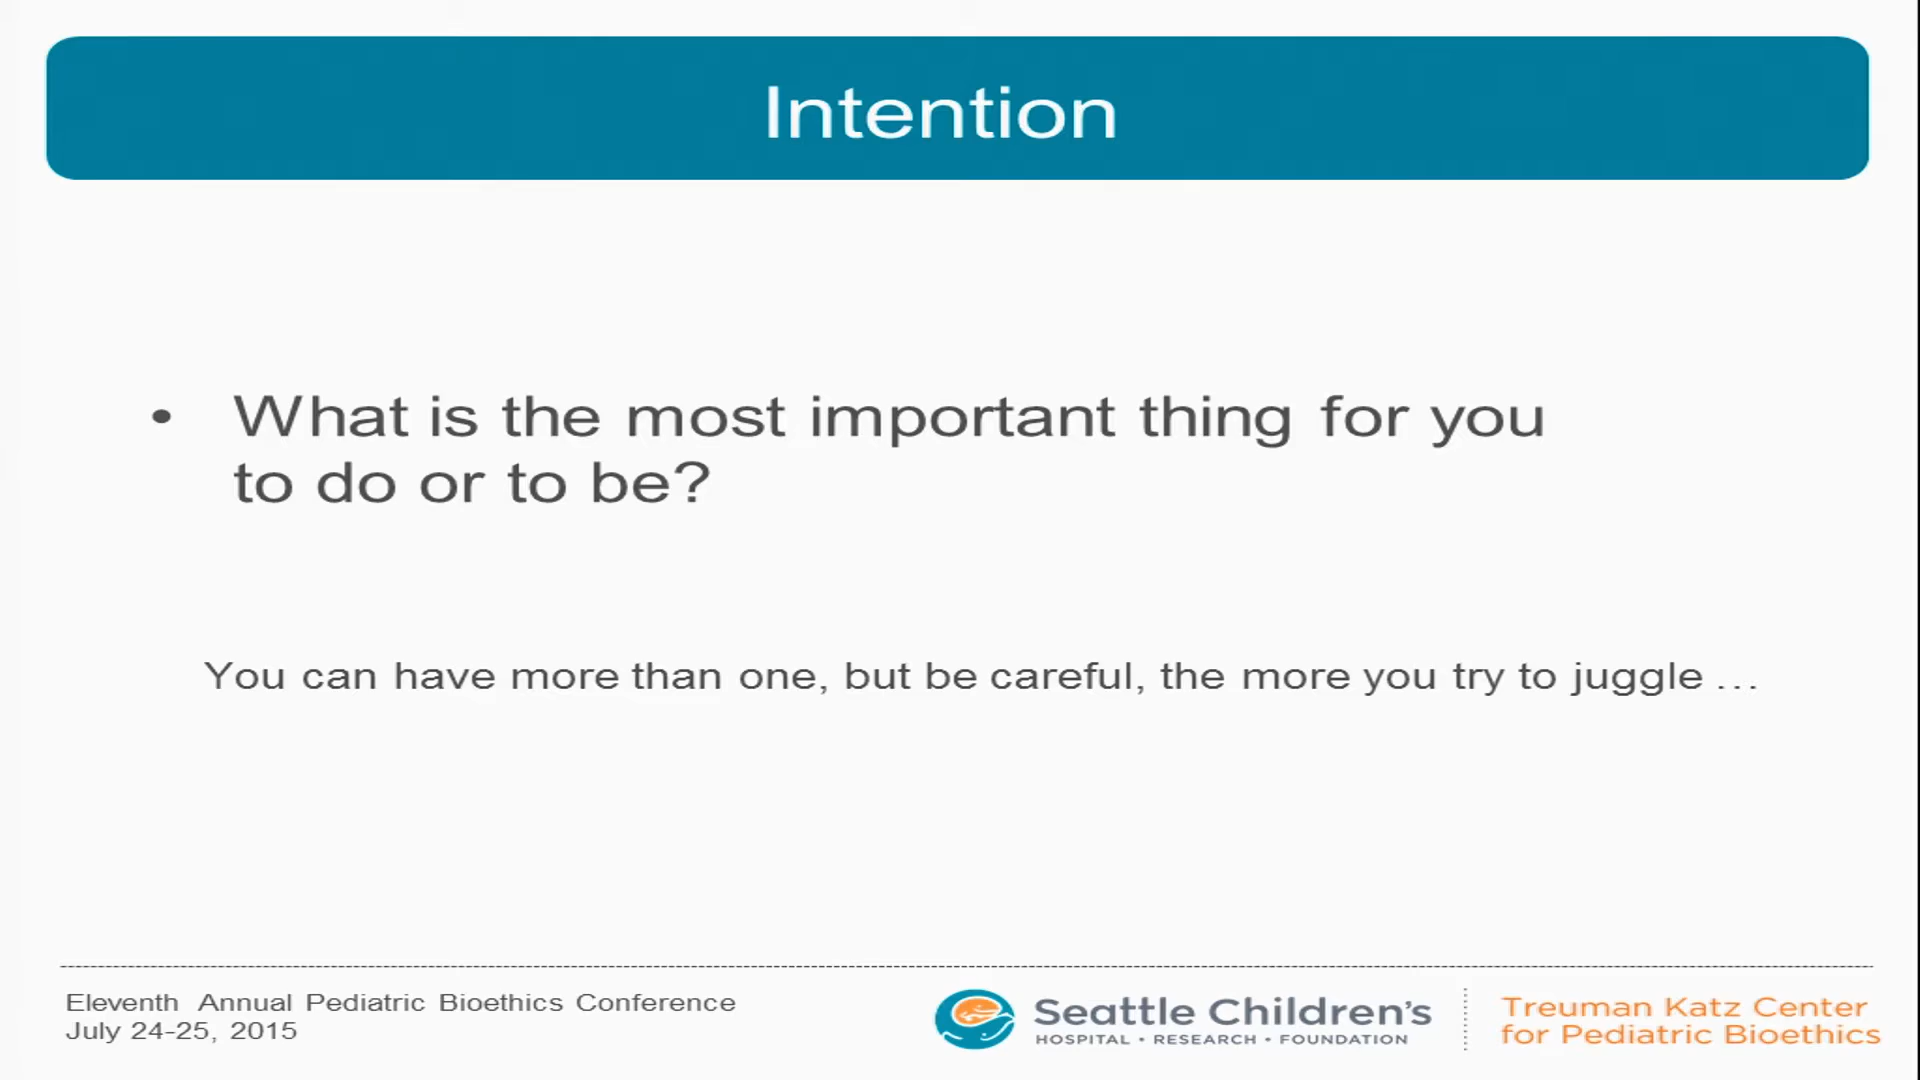 Intention
• What is the most important thing for you
to do or to be?
You can have more than one, but be careful, the more you try to juggle ...
Eleventh Annual Pediatric Bioethics Conference
July 24-25, 2015
Seattle Children's
HOSPITAL • RESEARCH • FOUNDATION
Treuman Katz Center
for Pediatric Bioethics